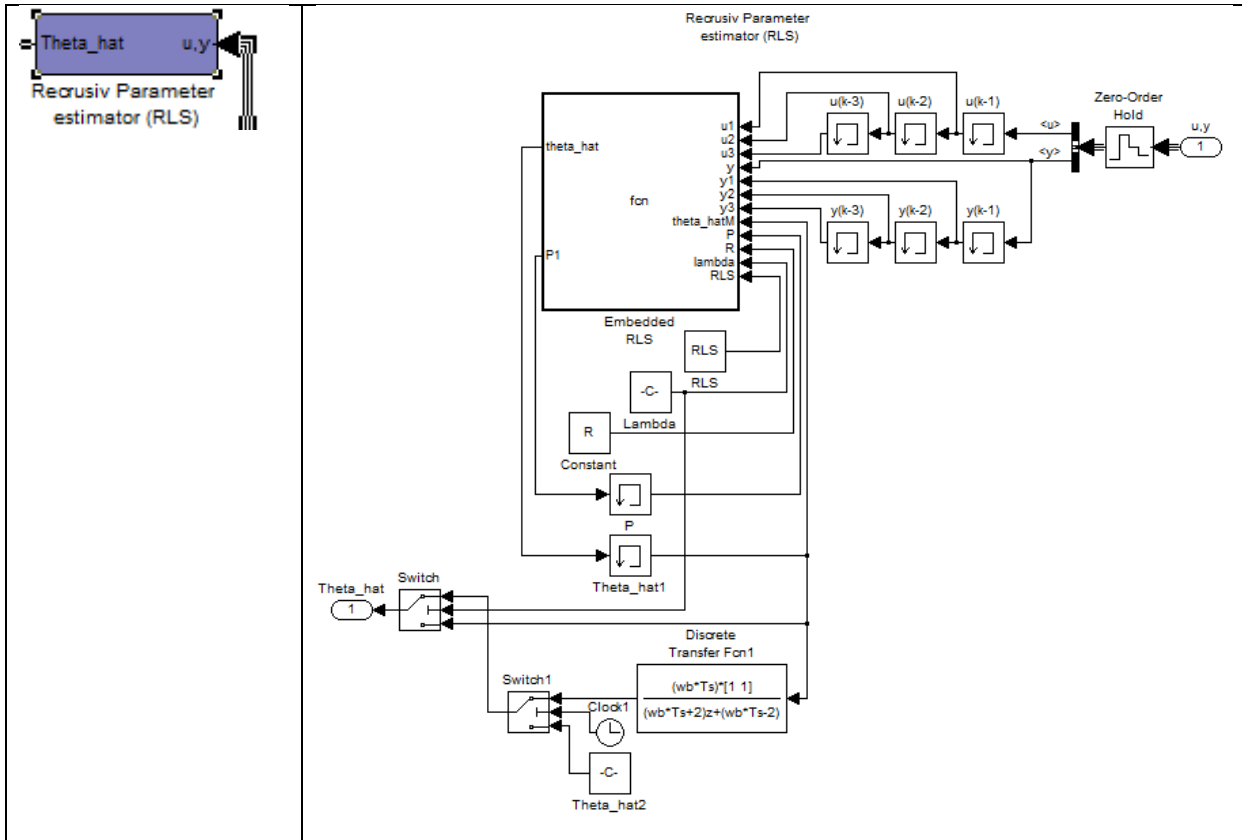 Theta_hat u,y
Recrusiv Parameter
estimator (RLS)
Recrusiv Parameter
estimator (RLS)
u(k-3) u(k-2) u(k-1)
Zero-Order
Hold
u,y
1
<u>
<y>
u1
u2
u3
y
y1
y2
y3
theta_hatM
P
R
lambda
RLS
theta_hat
fcn
P1
y(k-3) y(k-2) y(k-1)
Embedded
RLS
RLS
RLS
-C-
Lambda
R
Constant
P
Theta_hat1
Theta_hat
1
Switch
Discrete
Transfer Fcn1
(wb*Ts)*[1 1]
(wb*Ts+2)z+(wb*Ts-2)
Switch1
Clock1
-C-
Theta_hat2